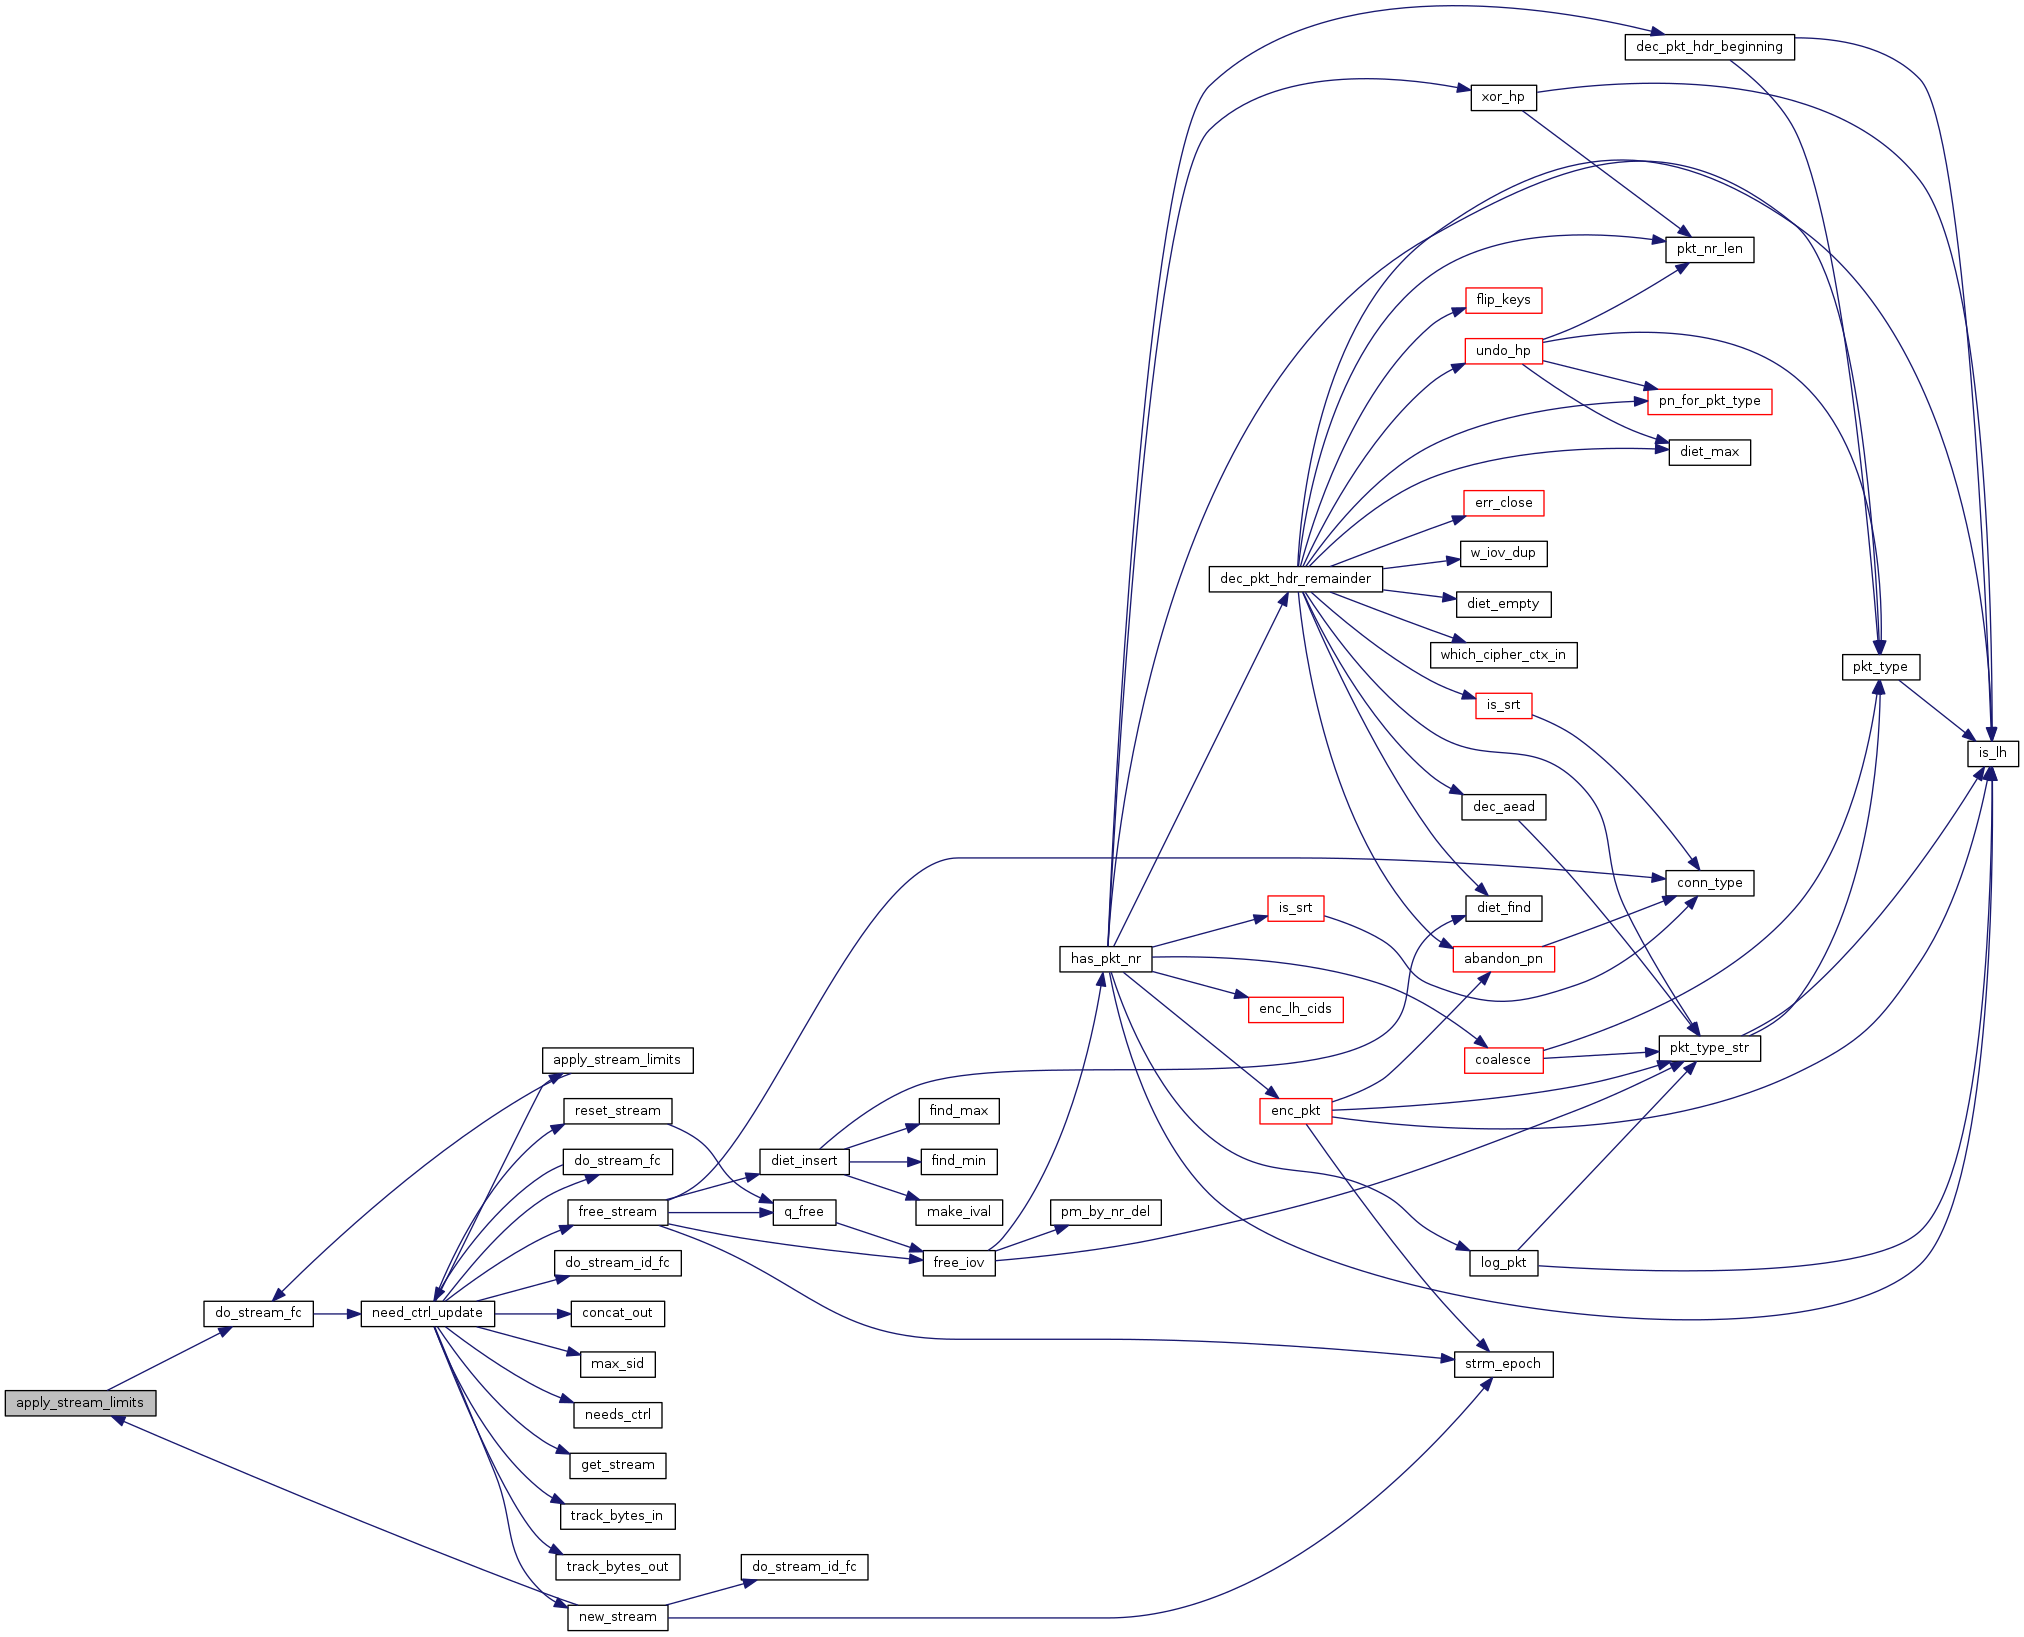 dec_pkt_hdr_beginning
xor_hp
pkt_nr_len
flip_keys
undo_hp
pn_for_pkt_type
diet_max
err_close
w_iov_dup
dec_pkt_hdr_remainder
diet_empty
which_cipher_ctx_in
pkt_type
is_srt
is_lh
dec_aead
conn_type
is_srt
diet_find
has_pkt_nr
abandon_pn
enc_lh_cids
pkt_type_str
apply_stream_limits
coalesce
reset_stream
find_max
enc_pkt
do_stream_fc
diet_insert
find_min
free_stream
q_free
make_ival
pm_by_nr_del
do_stream_id_fc
free_iov
log_pkt
do_stream_fc
need_ctrl_update
concat_out
max_sid
strm_epoch
apply_stream_limits
needs_ctrl
get_stream
track_bytes_in
track_bytes_out
do_stream_id_fc
new_stream